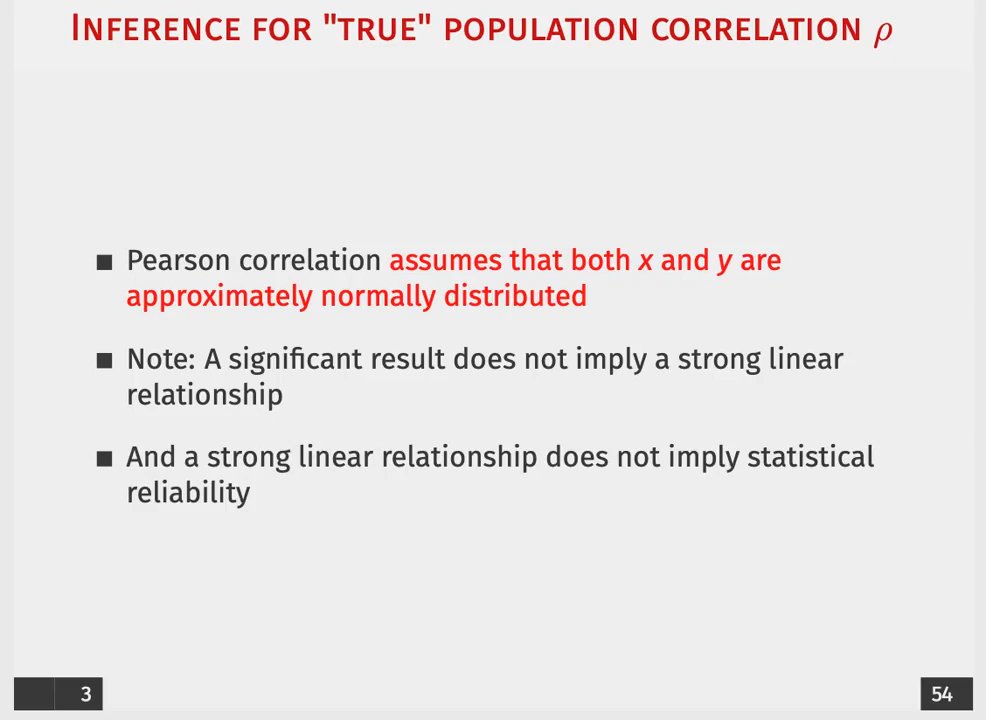 INFERENCE FOR "TRUE" POPULATION CORRELATION ρ
■ Pearson correlation assumes that both x and y are
approximately normally distributed
■ Note: A significant result does not imply a strong linear
relationship
■ And a strong linear relationship does not imply statistical
reliability
3
54